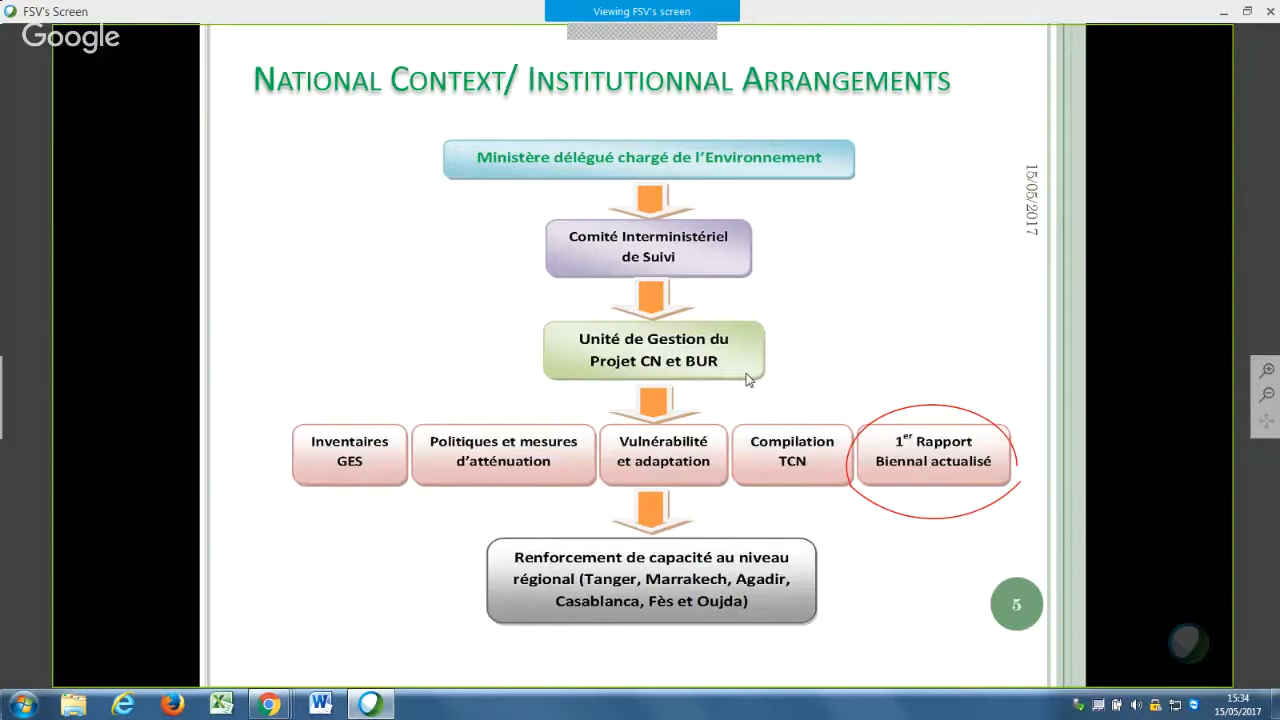 FSV's Screen
Viewing FSV's screen
Google
NATIONAL CONTEXT/ INSTITUTIONNAL ARRANGEMENTS
15/05/2017
Ministère délégué chargé de l'Environnement
Comité Interministériel
de Suivi
Unité de Gestion du
Projet CN et BUR
Inventaires
GES
Politiques et mesures
d'atténuation
Vulnérabilité
et adaptation
Compilation
TCN
1er Rapport
Biennal actualisé
Renforcement de capacité au niveau
régional (Tanger, Marrakech, Agadir,
Casablanca, Fès et Oujda)
5
15:34
15/05/2017